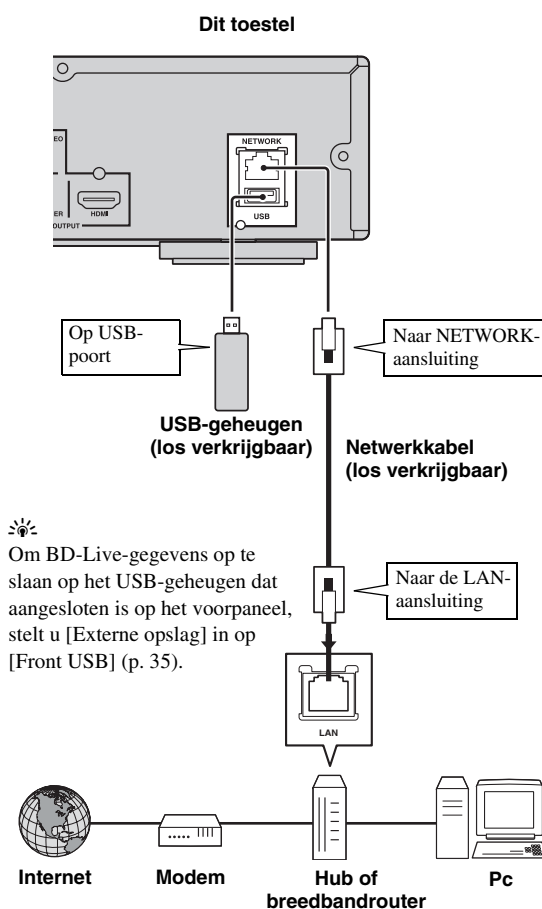 Dit toestel
EO
NETWORK
ER
HDMI
USB
OUTPUT
Op USB-
poort
Naar NETWORK-
aansluiting
USB-geheugen
(los verkrijgbaar)
Netwerkkabel
(los verkrijgbaar)
Om BD-Live-gegevens op te
slaan op het USB-geheugen dat
aangesloten is op het voorpaneel,
stelt u [Externe opslag] in op
[Front USB] (p. 35).
Naar de LAN-
aansluiting
LAN
Internet
Modem
Hub of
breedbandrouter
Pc